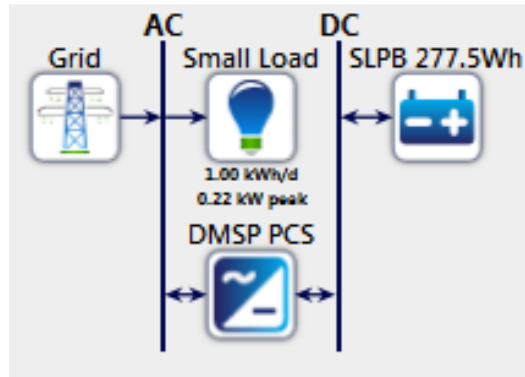 AC DC
Grid Small Load SLPB 277.5Wh
1.00 kWh/d
0.22 kW peak
DMSP PCS